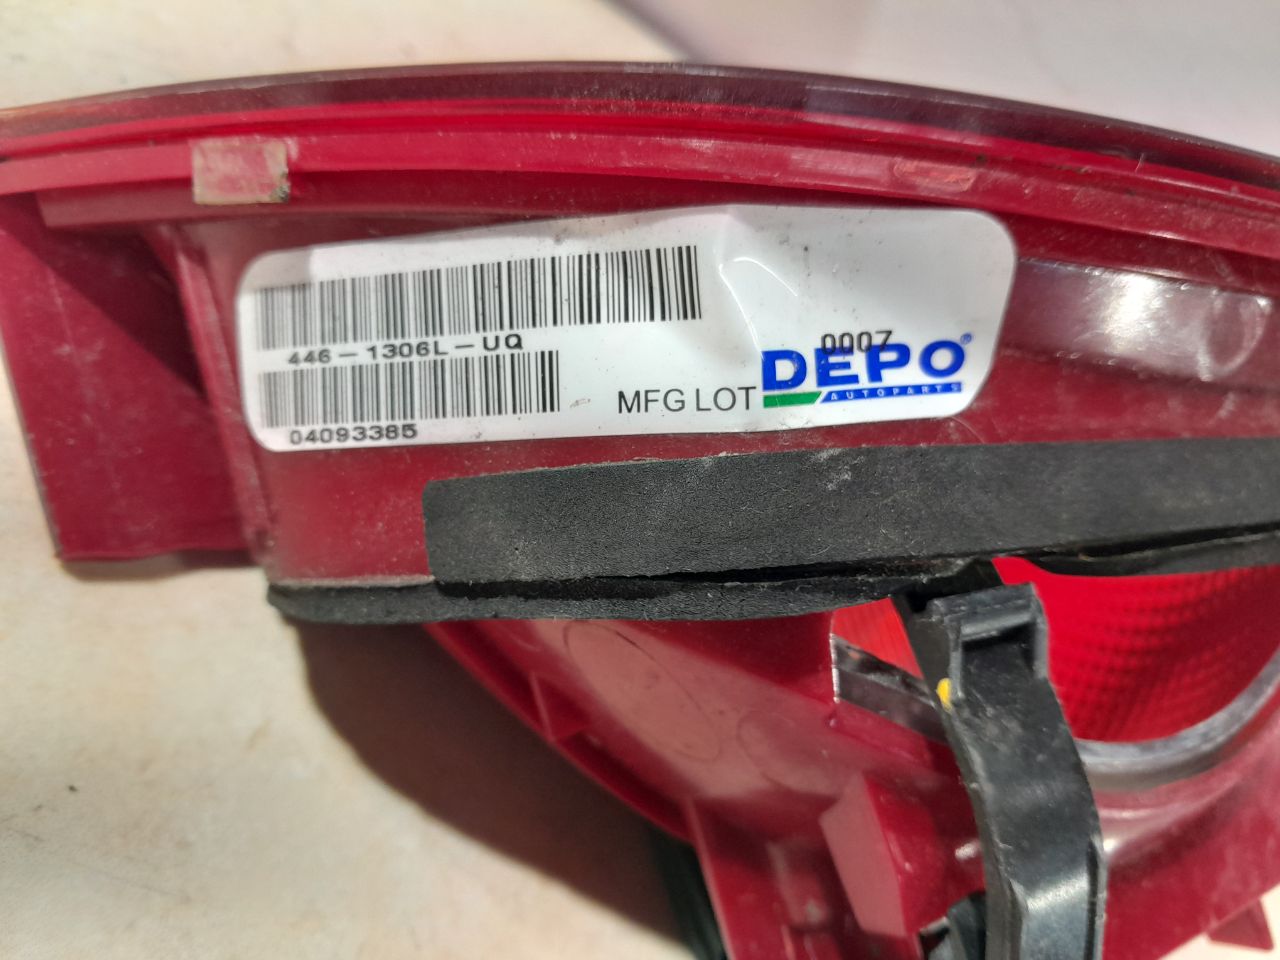 446-1306L-UQ
04093385
MFG LOT
0007
DEPO®
AUTOPARTS